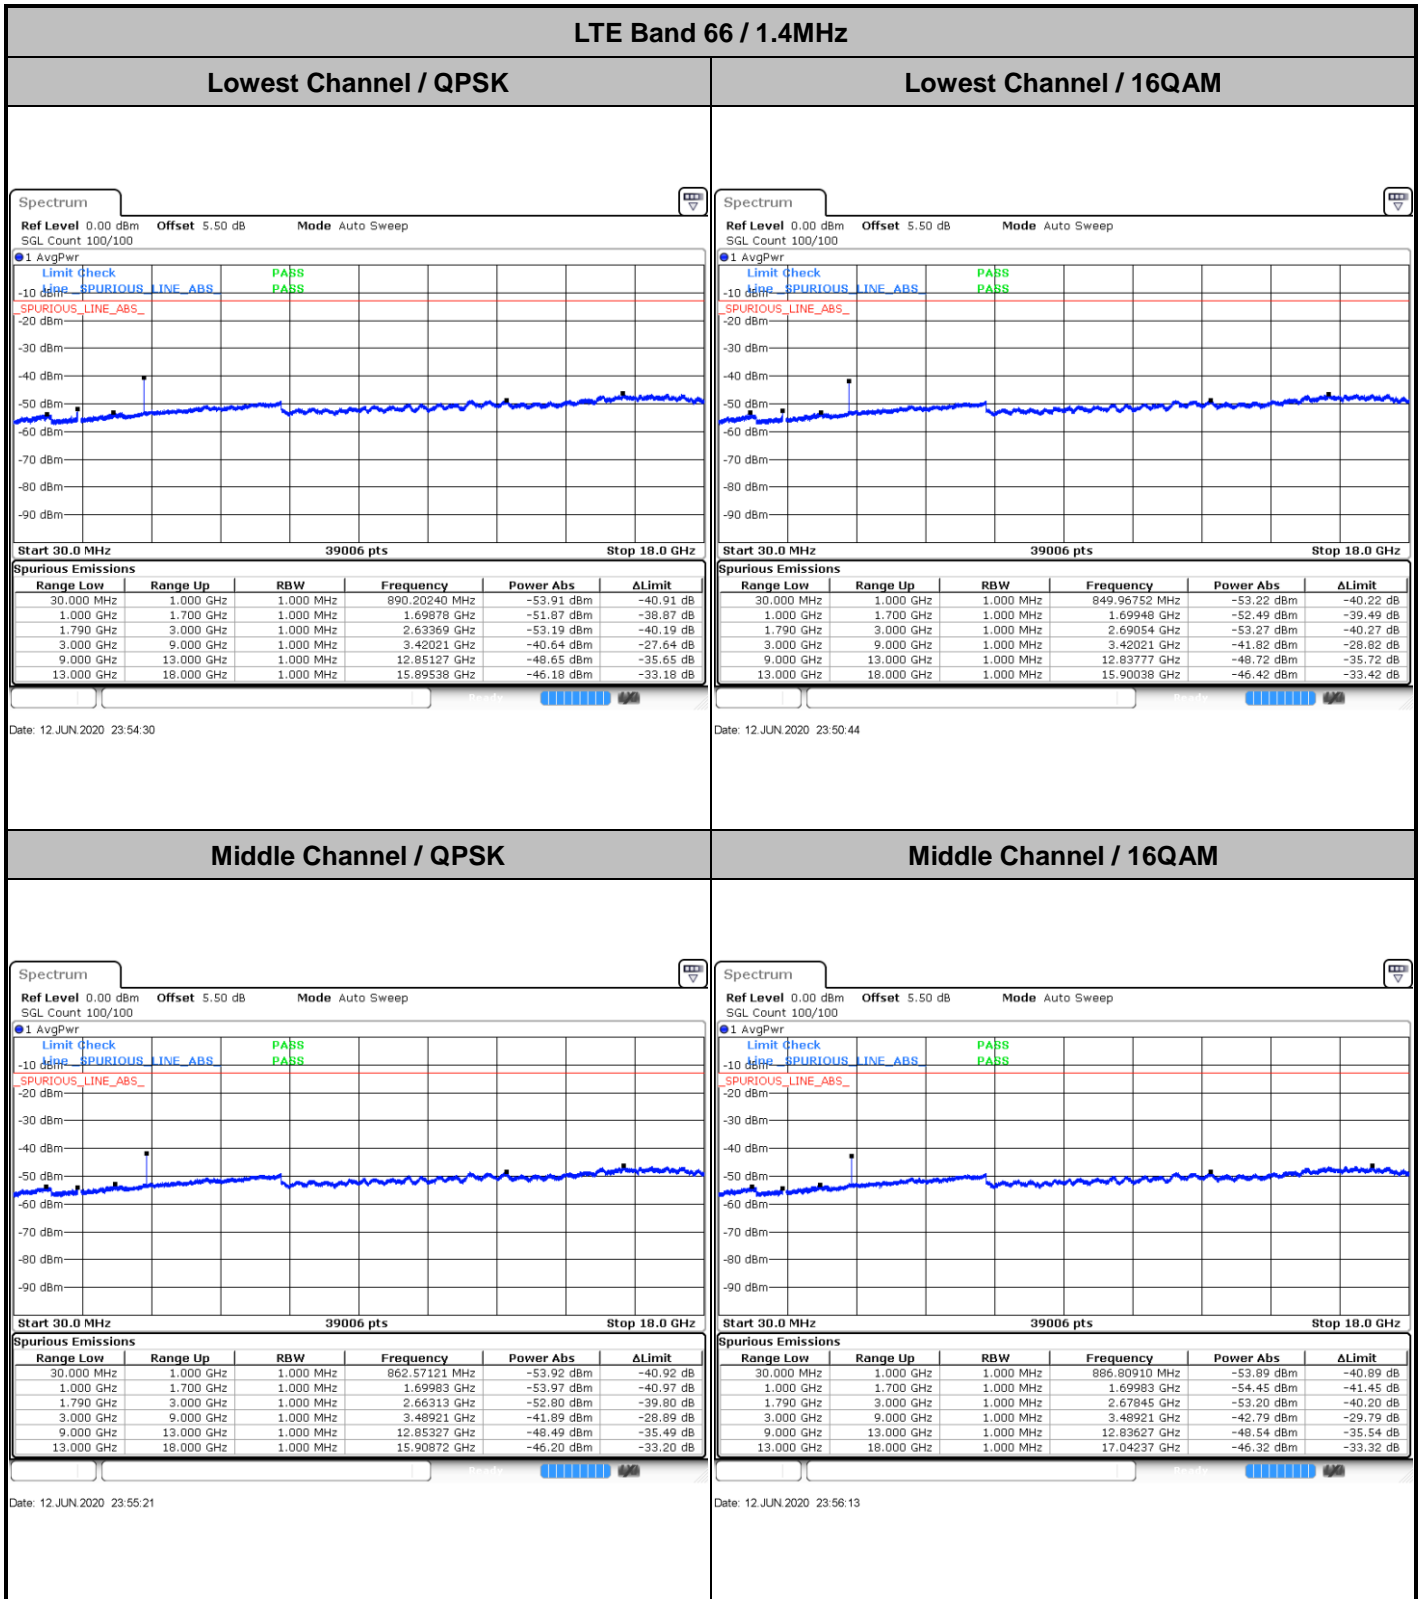 LTE Band 66 / 1.4MHz
Lowest Channel / QPSK
Lowest Channel / 16QAM
Spectrum
Ref Level 0.00 dBm Offset 5.50 dB Mode Auto Sweep
SGL Count 100/100
1 AvgPwr
Limit Check PASS
Line _SPURIOUS_LINE_ABS_ PASS
-10 dBm
_SPURIOUS_LINE_ABS_
-20 dBm
-30 dBm
-40 dBm
-50 dBm
-60 dBm
-70 dBm
-80 dBm
-90 dBm
Start 30.0 MHz 39006 pts Stop 18.0 GHz
Spurious Emissions
Range Low Range Up RBW Frequency Power Abs ΔLimit
30.000 MHz 1.000 GHz 1.000 MHz 890.20240 MHz -53.91 dBm -40.91 dB
1.000 GHz 1.700 GHz 1.000 MHz 1.69878 GHz -51.87 dBm -38.87 dB
1.790 GHz 3.000 GHz 1.000 MHz 2.63369 GHz -53.19 dBm -40.19 dB
3.000 GHz 9.000 GHz 1.000 MHz 3.42021 GHz -40.64 dBm -27.64 dB
9.000 GHz 13.000 GHz 1.000 MHz 12.85127 GHz -48.65 dBm -35.65 dB
13.000 GHz 18.000 GHz 1.000 MHz 15.89538 GHz -46.18 dBm -33.18 dB
Date: 12.JUN.2020 23:54:30
Spectrum
Ref Level 0.00 dBm Offset 5.50 dB Mode Auto Sweep
SGL Count 100/100
1 AvgPwr
Limit Check PASS
Line _SPURIOUS_LINE_ABS_ PASS
-10 dBm
_SPURIOUS_LINE_ABS_
-20 dBm
-30 dBm
-40 dBm
-50 dBm
-60 dBm
-70 dBm
-80 dBm
-90 dBm
Start 30.0 MHz 39006 pts Stop 18.0 GHz
Spurious Emissions
Range Low Range Up RBW Frequency Power Abs ΔLimit
30.000 MHz 1.000 GHz 1.000 MHz 849.96752 MHz -53.22 dBm -40.22 dB
1.000 GHz 1.700 GHz 1.000 MHz 1.69948 GHz -52.49 dBm -39.49 dB
1.790 GHz 3.000 GHz 1.000 MHz 2.69054 GHz -53.27 dBm -40.27 dB
3.000 GHz 9.000 GHz 1.000 MHz 3.42021 GHz -41.82 dBm -28.82 dB
9.000 GHz 13.000 GHz 1.000 MHz 12.83777 GHz -48.72 dBm -35.72 dB
13.000 GHz 18.000 GHz 1.000 MHz 15.90038 GHz -46.42 dBm -33.42 dB
Date: 12.JUN.2020 23:50:44
Middle Channel / QPSK
Middle Channel / 16QAM
Spectrum
Ref Level 0.00 dBm Offset 5.50 dB Mode Auto Sweep
SGL Count 100/100
1 AvgPwr
Limit Check PASS
Line _SPURIOUS_LINE_ABS_ PASS
-10 dBm
_SPURIOUS_LINE_ABS_
-20 dBm
-30 dBm
-40 dBm
-50 dBm
-60 dBm
-70 dBm
-80 dBm
-90 dBm
Start 30.0 MHz 39006 pts Stop 18.0 GHz
Spurious Emissions
Range Low Range Up RBW Frequency Power Abs ΔLimit
30.000 MHz 1.000 GHz 1.000 MHz 862.57121 MHz -53.92 dBm -40.92 dB
1.000 GHz 1.700 GHz 1.000 MHz 1.69983 GHz -53.97 dBm -40.97 dB
1.790 GHz 3.000 GHz 1.000 MHz 2.66313 GHz -52.80 dBm -39.80 dB
3.000 GHz 9.000 GHz 1.000 MHz 3.48921 GHz -41.89 dBm -28.89 dB
9.000 GHz 13.000 GHz 1.000 MHz 12.85327 GHz -48.49 dBm -35.49 dB
13.000 GHz 18.000 GHz 1.000 MHz 15.90872 GHz -46.20 dBm -33.20 dB
Date: 12.JUN.2020 23:55:21
Spectrum
Ref Level 0.00 dBm Offset 5.50 dB Mode Auto Sweep
SGL Count 100/100
1 AvgPwr
Limit Check PASS
Line _SPURIOUS_LINE_ABS_ PASS
-10 dBm
_SPURIOUS_LINE_ABS_
-20 dBm
-30 dBm
-40 dBm
-50 dBm
-60 dBm
-70 dBm
-80 dBm
-90 dBm
Start 30.0 MHz 39006 pts Stop 18.0 GHz
Spurious Emissions
Range Low Range Up RBW Frequency Power Abs ΔLimit
30.000 MHz 1.000 GHz 1.000 MHz 886.80910 MHz -53.89 dBm -40.89 dB
1.000 GHz 1.700 GHz 1.000 MHz 1.69983 GHz -54.45 dBm -41.45 dB
1.790 GHz 3.000 GHz 1.000 MHz 2.67845 GHz -53.20 dBm -40.20 dB
3.000 GHz 9.000 GHz 1.000 MHz 3.48921 GHz -42.79 dBm -29.79 dB
9.000 GHz 13.000 GHz 1.000 MHz 12.83627 GHz -48.54 dBm -35.54 dB
13.000 GHz 18.000 GHz 1.000 MHz 17.04237 GHz -46.32 dBm -33.32 dB
Date: 12.JUN.2020 23:56:13